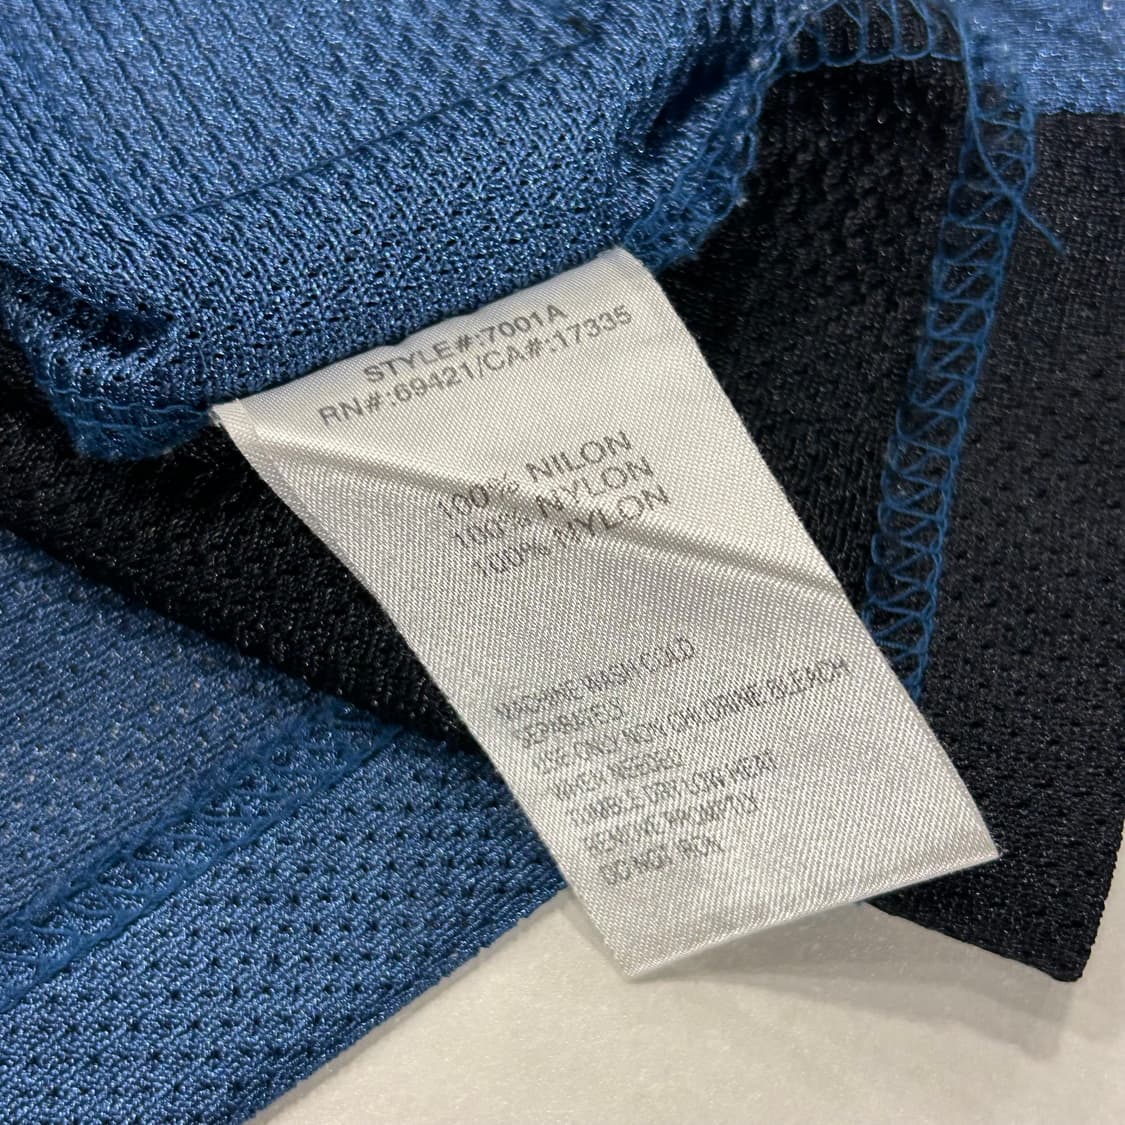 STYLE#:7001A
RN#:69421/CA#:17335
100% NILON
100% NYLON
100% NYLON
MACHINE WASH COLD
SEPARATELY
USE ONLY NON CHLORINE BLEACH
WHEN NEEDED
TUMBLE DRY LOW HEAT
REMOVE PROMPTLY
DO NOT IRON